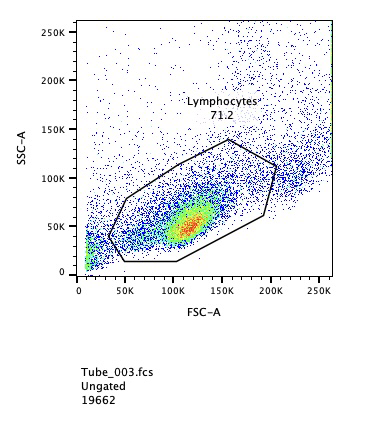 250K
200K
150K
100K
50K
0
SSC-A
Lymphocytes
71.2
0
50K
100K
150K
200K
250K
FSC-A
Tube_003.fcs
Ungated
19662